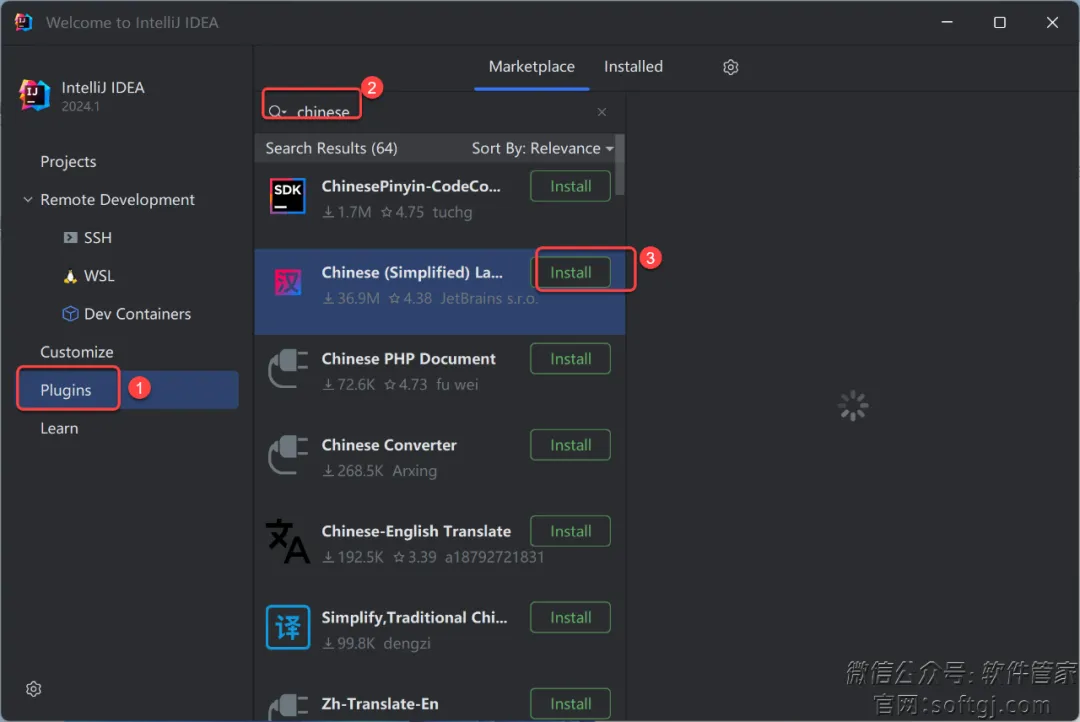 Welcome to IntelliJ IDEA
IntelliJ IDEA
2024.1
Projects
Remote Development
SSH
WSL
Dev Containers
Customize
Plugins
1
Learn
Marketplace
Installed
2
chinese
Search Results (64)
Sort By: Relevance
SDK
ChinesePinyin-CodeCo...
Install
1.7M 4.75 tuchg
汉
Chinese (Simplified) La...
Install
3
36.9M 4.38 JetBrains s.r.o.
Chinese PHP Document
Install
72.6K 4.73 fu wei
Chinese Converter
Install
268.5K Arxing
文A
Chinese-English Translate
Install
192.5K 3.39 a18792721831
译
Simplify,Traditional Chi...
Install
99.8K dengzi
Zh-Translate-En
Install
微信公众号:软件管家
官网:softgj.com